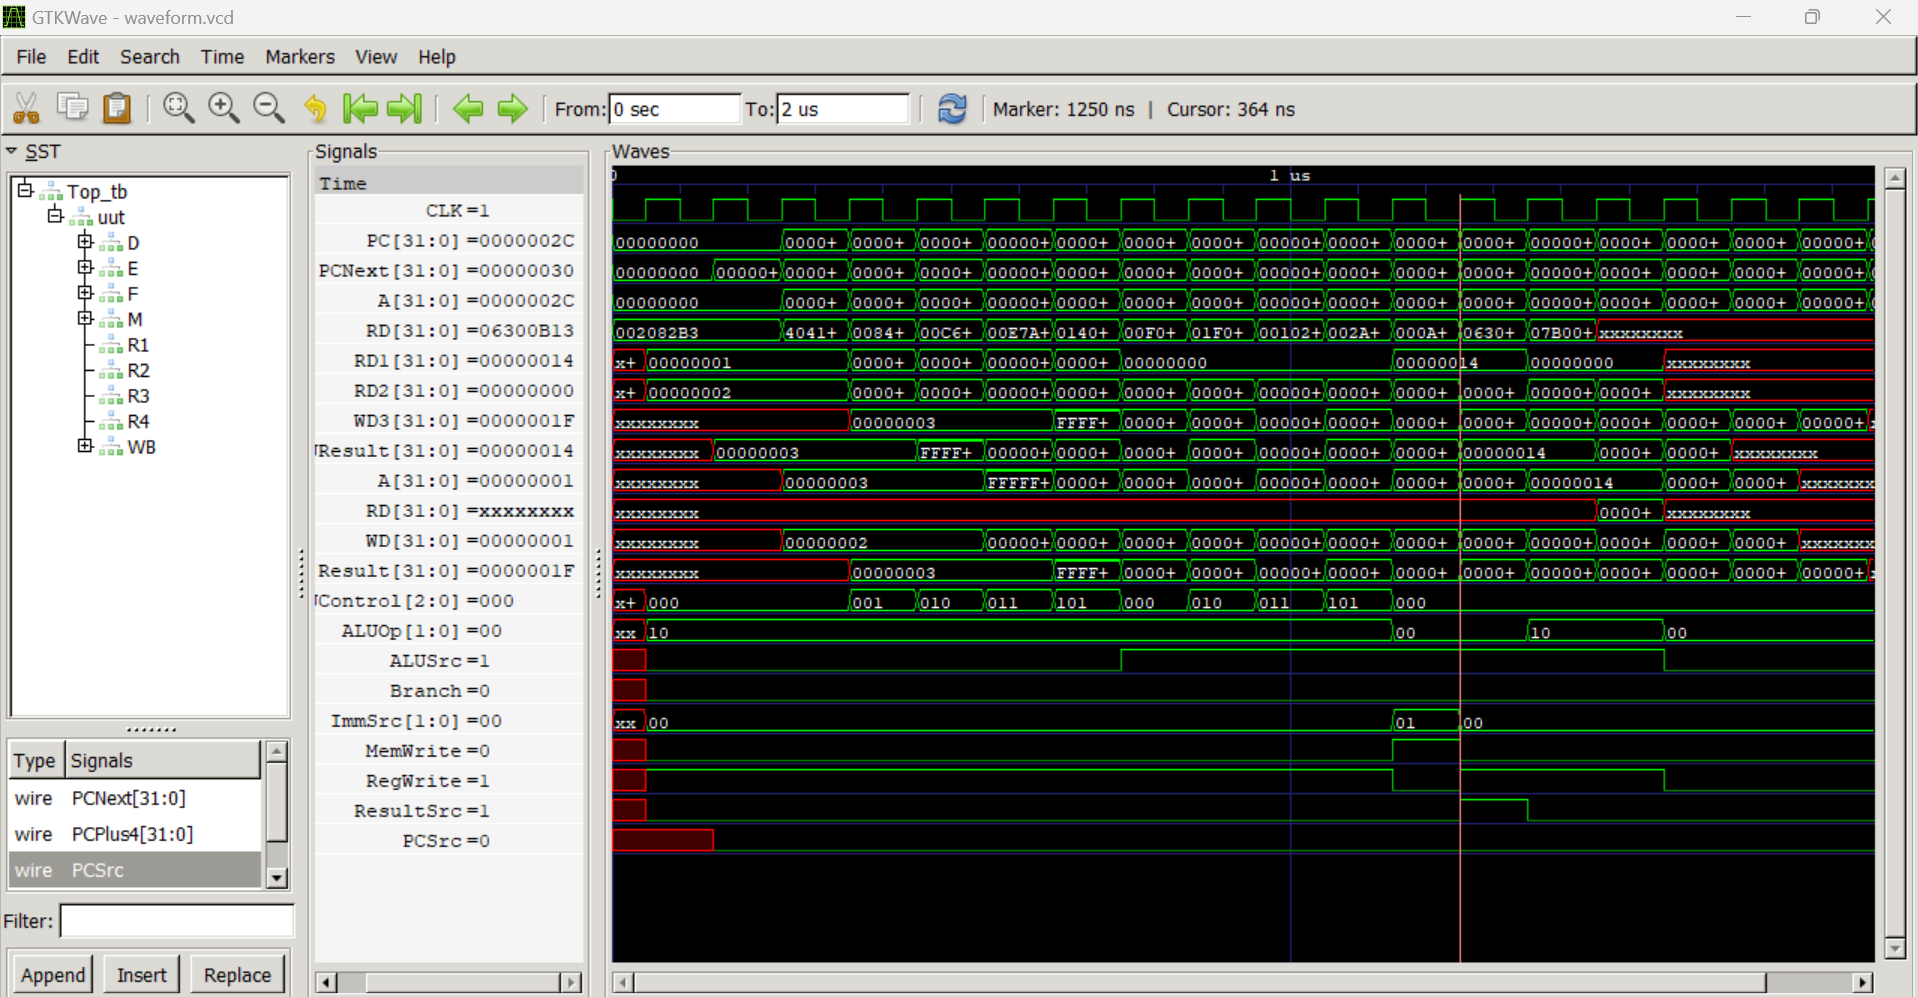 GTKWave - waveform.vcd
File Edit Search Time Markers View Help
From: 0 sec To: 2 us Marker: 1250 ns | Cursor: 364 ns
SST
Top_tb
uut
D
E
F
M
R1
R2
R3
R4
WB
Type Signals
wire PCNext[31:0]
wire PCPlus4[31:0]
wire PCSrc
Filter:
Append Insert Replace
Signals
Time
CLK=1
PC[31:0]=0000002C
PCNext[31:0]=00000030
A[31:0]=0000002C
RD[31:0]=06300B13
RD1[31:0]=00000014
RD2[31:0]=00000000
WD3[31:0]=0000001F
Result[31:0]=00000014
A[31:0]=00000001
RD[31:0]=xxxxxxxx
WD[31:0]=00000001
Result[31:0]=0000001F
Control[2:0]=000
ALUOp[1:0]=00
ALUSrc=1
Branch=0
ImmSrc[1:0]=00
MemWrite=0
RegWrite=1
ResultSrc=1
PCSrc=0
Waves
0 1 us
00000000 0000+ 0000+ 0000+ 00000+ 0000+ 0000+ 0000+ 00000+ 0000+ 0000+ 0000+ 00000+ 0000+ 0000+ 0000+ 00000+
00000000 00000+ 0000+ 0000+ 0000+ 00000+ 0000+ 0000+ 0000+ 00000+ 0000+ 0000+ 0000+ 00000+ 0000+ 0000+ 0000+ 00000+
00000000 0000+ 0000+ 0000+ 00000+ 0000+ 0000+ 0000+ 00000+ 0000+ 0000+ 0000+ 00000+ 0000+ 0000+ 0000+ 00000+
002082B3 4041+ 0084+ 00C6+ 00E7A+ 0140+ 00F0+ 01F0+ 00102+ 002A+ 000A+ 0630+ 07B00+ xxxxxxxx
x+ 00000001 0000+ 0000+ 00000+ 0000+ 00000000 00000014 00000000 xxxxxxxx
x+ 00000002 0000+ 0000+ 00000+ 0000+ 0000+ 0000+ 00000+ 0000+ 0000+ 0000+ 00000+ 0000+ xxxxxxxx
xxxxxxxx 00000003 FFFF+ 0000+ 0000+ 00000+ 0000+ 0000+ 0000+ 00000+ 0000+ 0000+ 0000+ 00000+
xxxxxxxx 00000003 FFFF+ 00000+ 0000+ 0000+ 0000+ 00000+ 0000+ 0000+ 00000014 0000+ 0000+ xxxxxxxx
xxxxxxxx 00000003 FFFFF+ 0000+ 0000+ 0000+ 00000+ 0000+ 0000+ 0000+ 00000014 0000+ 0000+ xxxxxxx
xxxxxxxx 0000+ xxxxxxxx
xxxxxxxx 00000002 00000+ 0000+ 0000+ 0000+ 00000+ 0000+ 0000+ 0000+ 00000+ 0000+ 0000+ 0000+ xxxxxxx
xxxxxxxx 00000003 FFFF+ 0000+ 0000+ 00000+ 0000+ 0000+ 0000+ 00000+ 0000+ 0000+ 0000+ 00000+
x+ 000 001 010 011 101 000 010 011 101 000
xx 10 00 10 00
xx 00 01 00